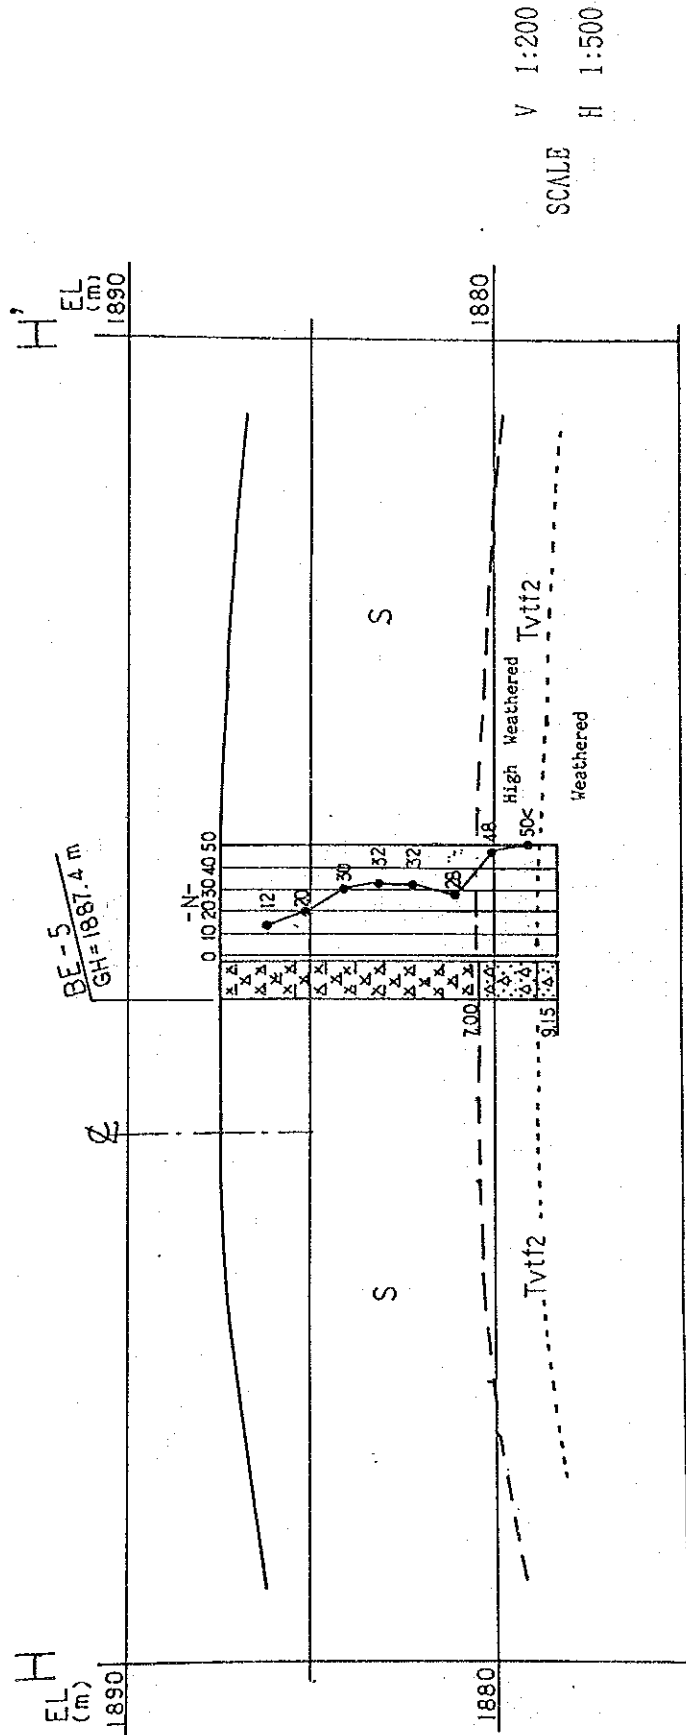 H
H'
EL
(m)
EL
(m)
1890
1890
BE-5
GH=1887.4 m
-N-
0 10 20 30 40 50
12
20
30
32
32
28
48
50<
S
S
7.00
9.15
1880
1880
High Weathered
Tvtf2
Tvtf2
Weathered
SCALE
V 1:200
H 1:500